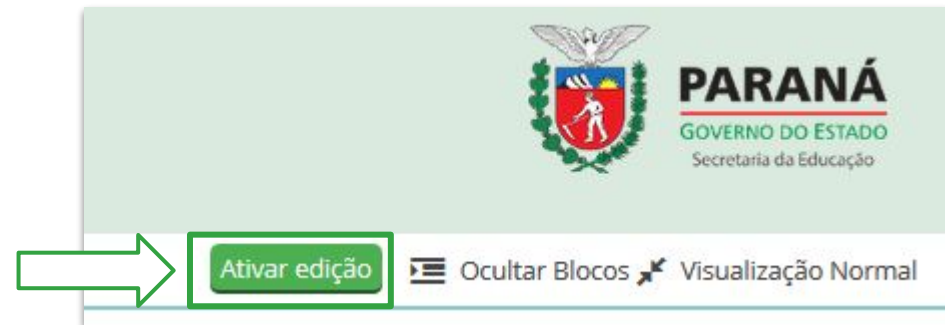 PARANÁ
GOVERNO DO ESTADO
Secretaria da Educação
Ativar edição Ocultar Blocos Visualização Normal